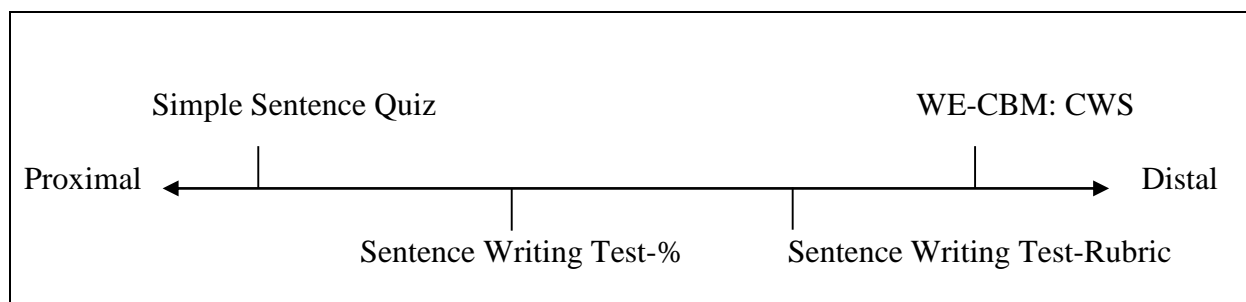 Simple Sentence Quiz
WE-CBM: CWS
Proximal
Distal
Sentence Writing Test-%
Sentence Writing Test-Rubric